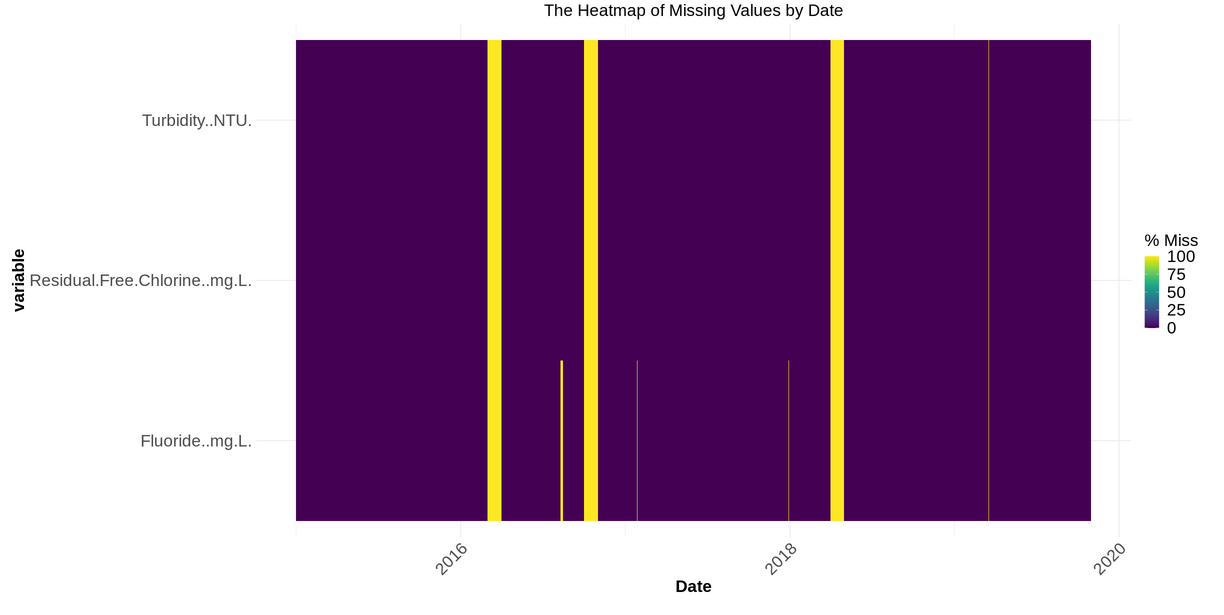 The Heatmap of Missing Values by Date
variable
Turbidity..NTU.
Residual.Free.Chlorine..mg.L.
Fluoride..mg.L.
2016
2018
2020
Date
% Miss
100
75
50
25
0